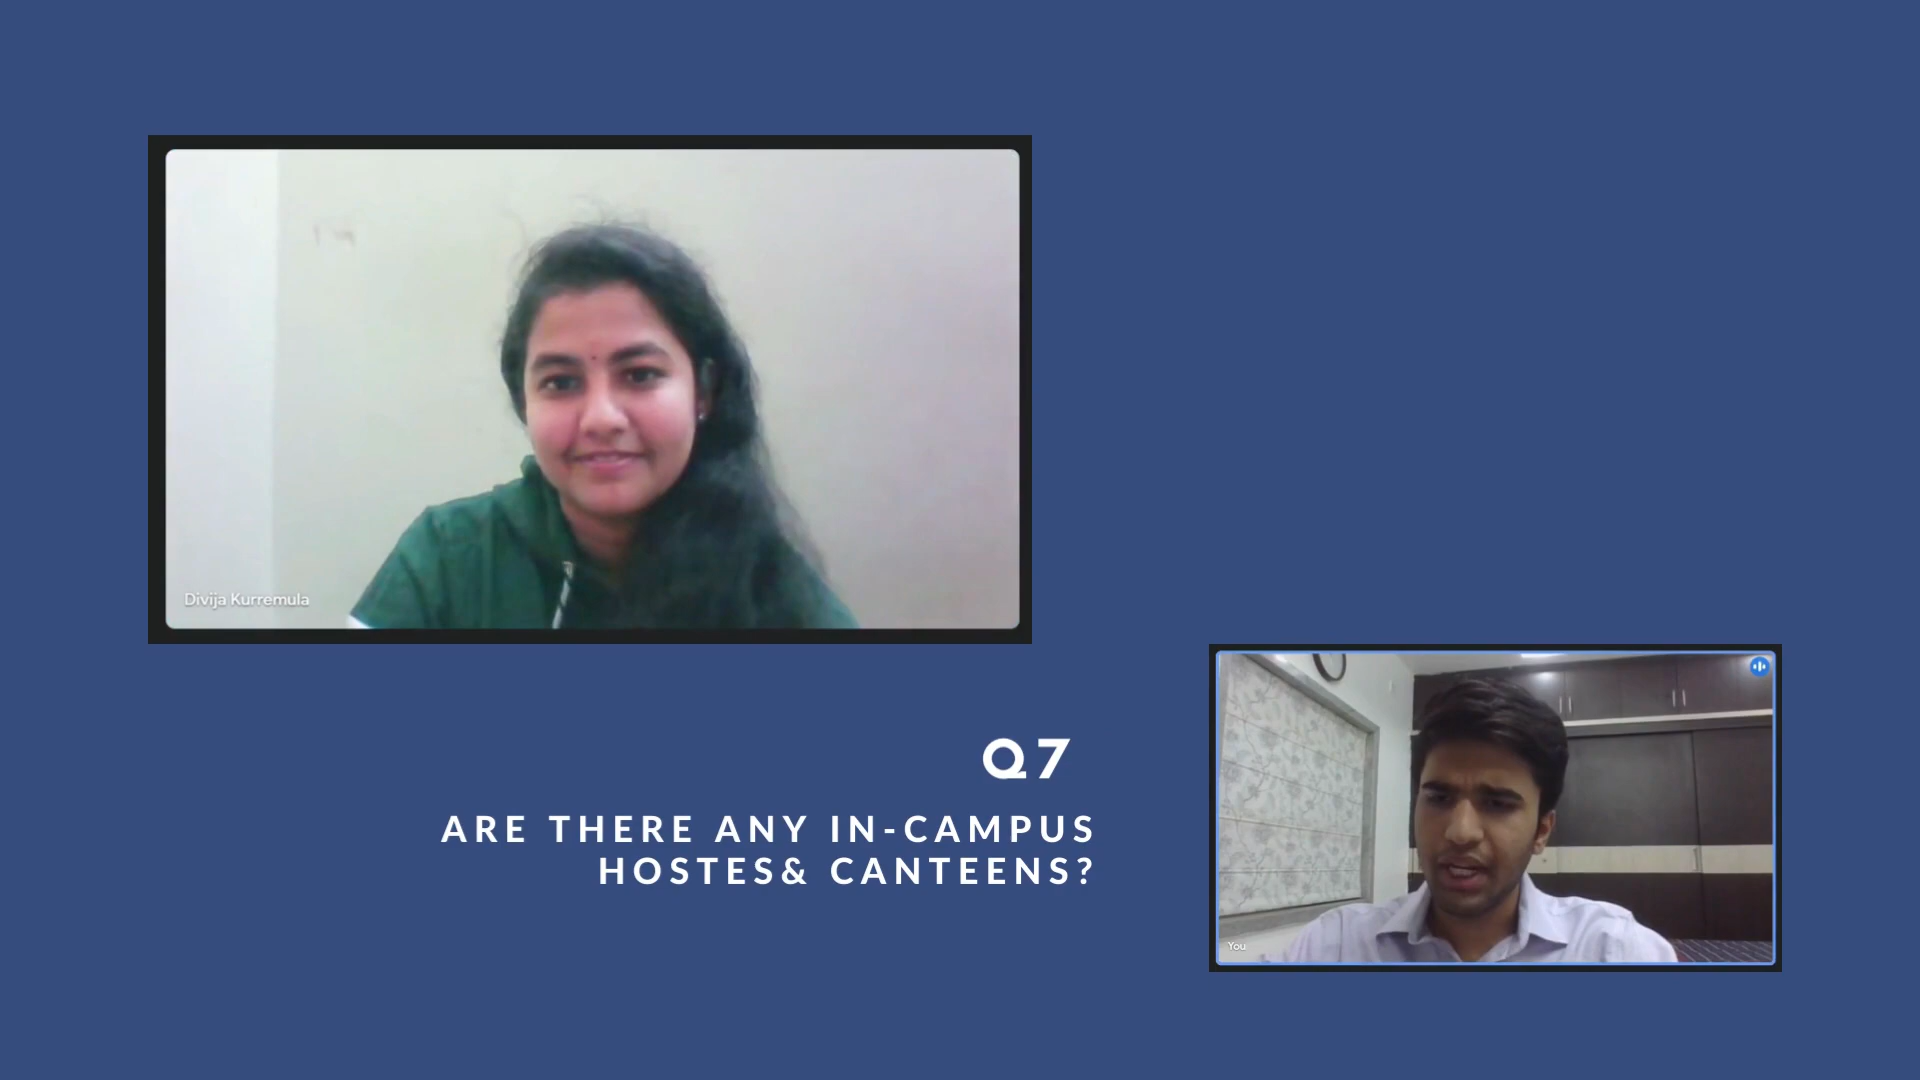 Divija Kurremula
Q7
ARE THERE ANY IN-CAMPUS
HOSTES& CANTEENS?
You